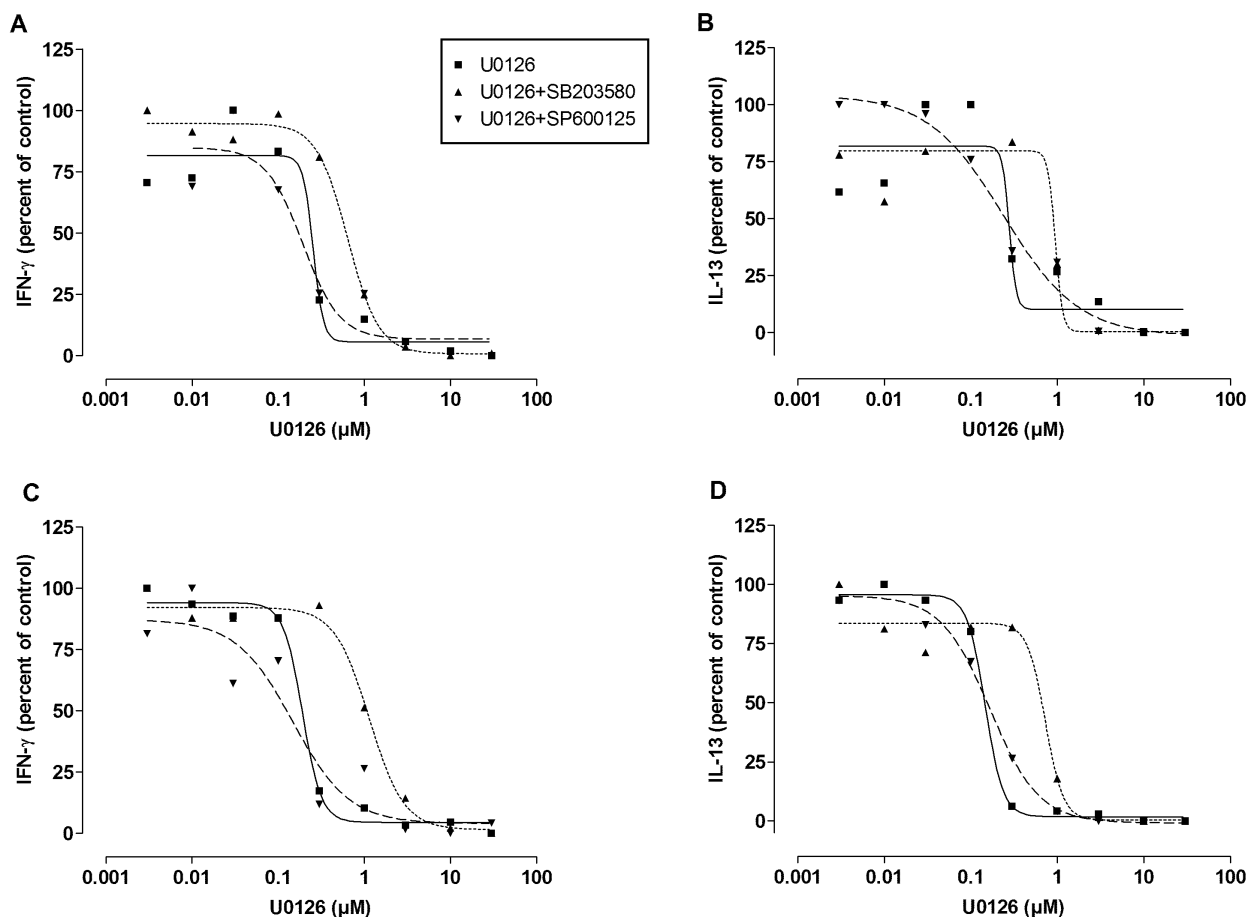 A
125
100
75
50
25
0
IFN-γ (percent of control)
0.001 0.01 0.1 1 10 100
U0126 (µM)
U0126
U0126+SB203580
U0126+SP600125
B
125
100
75
50
25
0
IL-13 (percent of control)
0.001 0.01 0.1 1 10 100
U0126 (µM)
C
125
100
75
50
25
0
IFN-γ (percent of control)
0.001 0.01 0.1 1 10 100
U0126 (µM)
D
125
100
75
50
25
0
IL-13 (percent of control)
0.001 0.01 0.1 1 10 100
U0126 (µM)